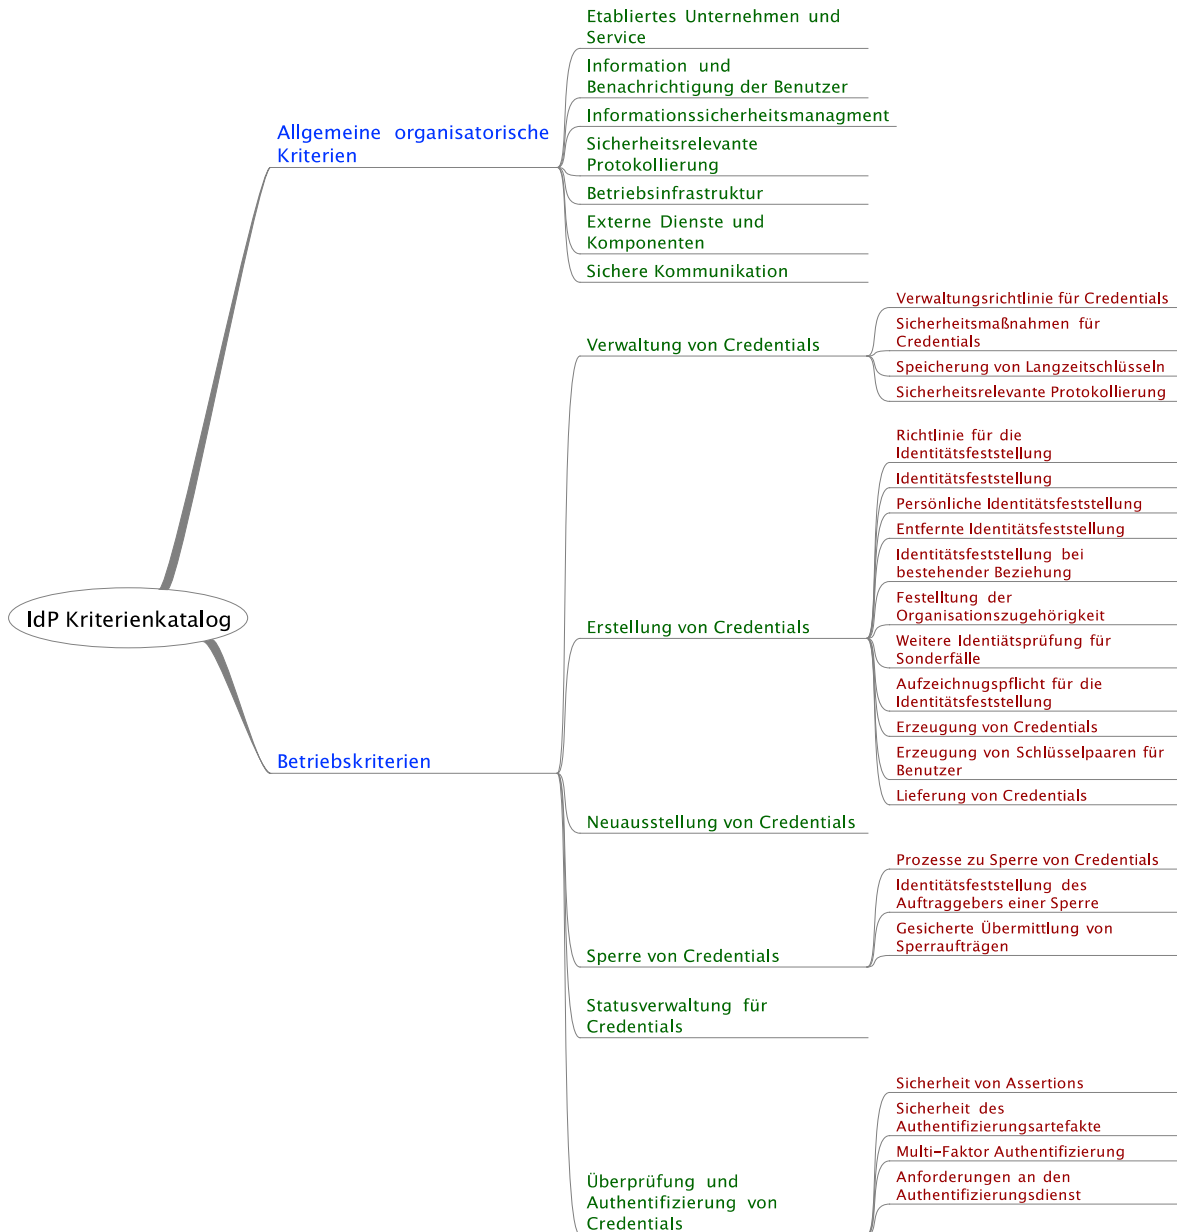 Etabliertes Unternehmen und
Service
Information und
Benachrichtigung der Benutzer
Informationssicherheitsmanagment
Sicherheitsrelevante
Protokollierung
Betriebsinfrastruktur
Externe Dienste und
Komponenten
Sichere Kommunikation
Allgemeine organisatorische
Kriterien
IdP Kriterienkatalog
Betriebskriterien
Verwaltung von Credentials
Verwaltungsrichtlinie für Credentials
Sicherheitsmaßnahmen für
Credentials
Speicherung von Langzeitschlüsseln
Sicherheitsrelevante Protokollierung
Erstellung von Credentials
Richtlinie für die
Identitätsfeststellung
Identitätsfeststellung
Persönliche Identitätsfeststellung
Entfernte Identitätsfeststellung
Identitätsfeststellung bei
bestehender Beziehung
Festelltung der
Organisationszugehörigkeit
Weitere Identiätsprüfung für
Sonderfälle
Aufzeichnugspflicht für die
Identitätsfeststellung
Erzeugung von Credentials
Erzeugung von Schlüsselpaaren für
Benutzer
Lieferung von Credentials
Neuausstellung von Credentials
Sperre von Credentials
Prozesse zu Sperre von Credentials
Identitätsfeststellung des
Auftraggebers einer Sperre
Gesicherte Übermittlung von
Sperraufträgen
Statusverwaltung für
Credentials
Überprüfung und
Authentifizierung von
Credentials
Sicherheit von Assertions
Sicherheit des
Authentifizierungsartefakte
Multi-Faktor Authentifizierung
Anforderungen an den
Authentifizierungsdienst